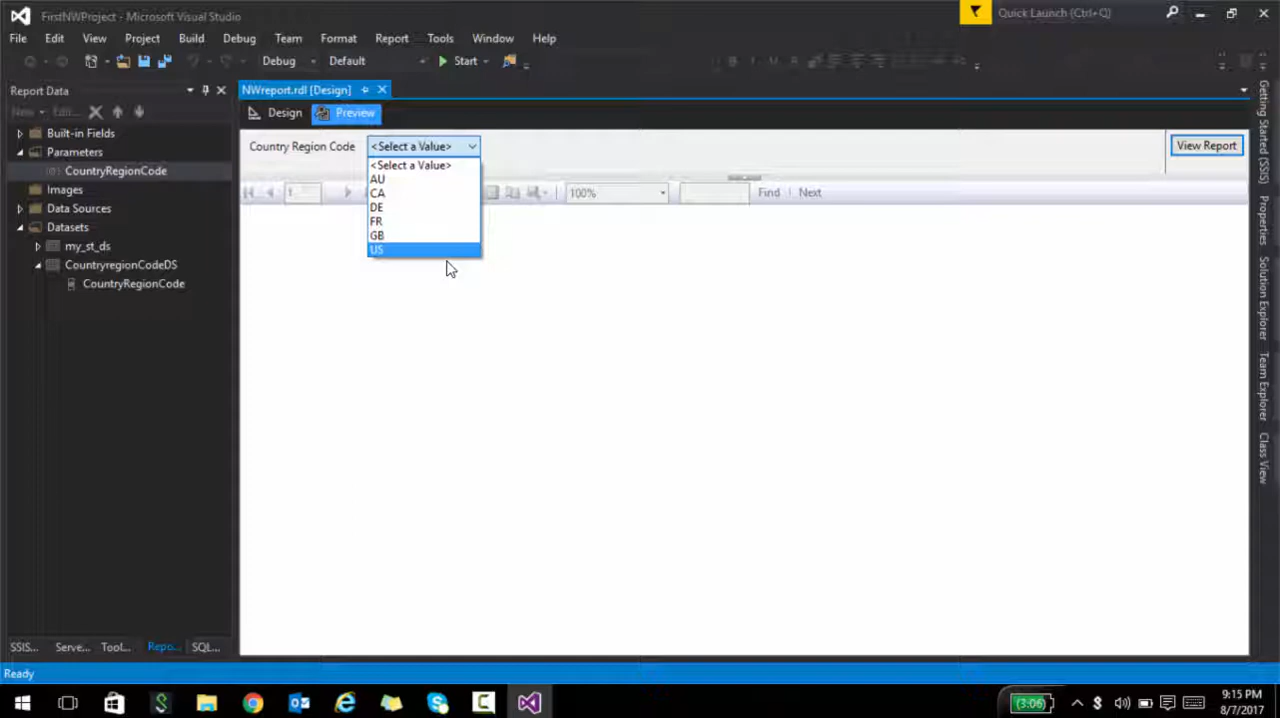 FirstNWProject - Microsoft Visual Studio
Quick Launch (Ctrl+Q)
File Edit View Project Build Debug Team Format Report Tools Window Help
Debug Default Start
Report Data
NWreport.rdl [Design]
New Edit...
Design Preview
Built-in Fields
Parameters
CountryRegionCode
Images
Data Sources
Datasets
my_st_ds
CountryregionCodeDS
CountryRegionCode
Country Region Code <Select a Value> View Report
<Select a Value>
AU
CA
DE
FR
GB
US
1 100% Find | Next
Getting Started (SSIS)
Properties
Solution Explorer
Team Explorer
Class View
SSIS... Serve... Tool... Repo... SQL...
Ready
(3:06)
9:15 PM
8/7/2017